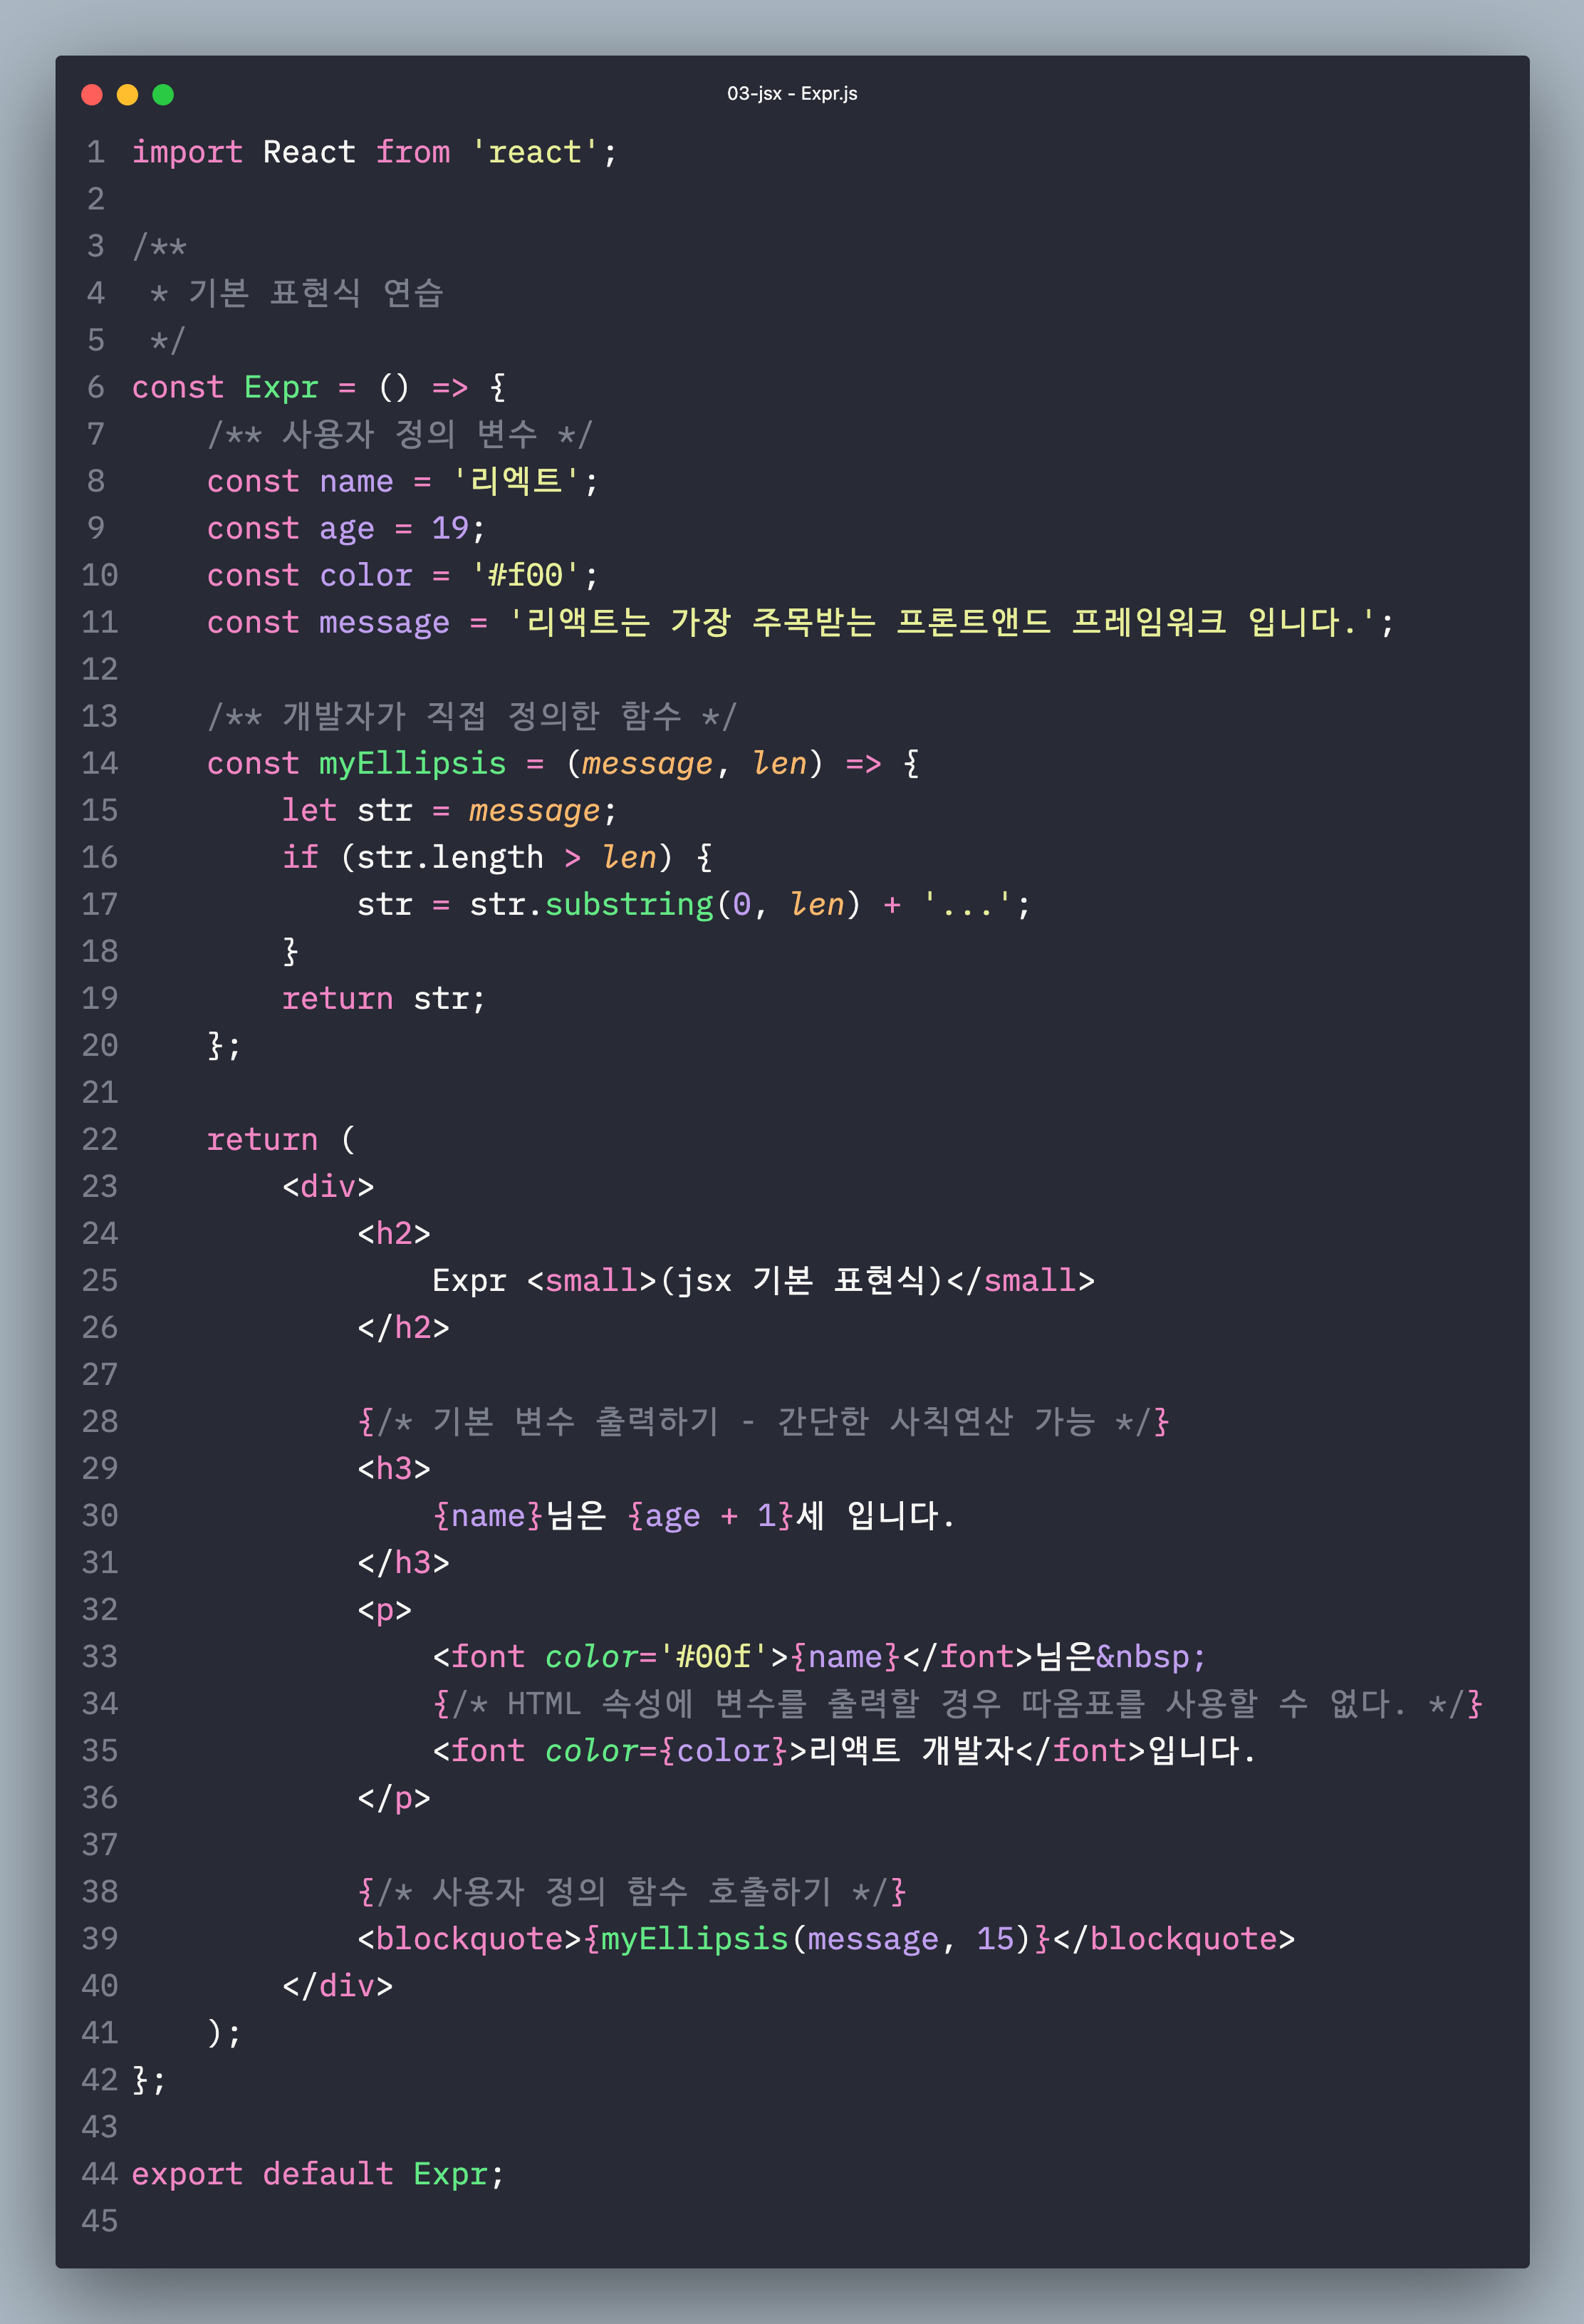 03-jsx - Expr.js
1 import React from 'react';
2
3 /**
4  * 기본 표현식 연습
5  */
6 const Expr = () => {
7     /** 사용자 정의 변수 */
8     const name = '리엑트';
9     const age = 19;
10     const color = '#f00';
11     const message = '리액트는 가장 주목받는 프론트앤드 프레임워크 입니다.';
12
13     /** 개발자가 직접 정의한 함수 */
14     const myEllipsis = (message, len) => {
15         let str = message;
16         if (str.length > len) {
17             str = str.substring(0, len) + '...';
18         }
19         return str;
20     };
21
22     return (
23         <div>
24             <h2>
25                 Expr <small>(jsx 기본 표현식)</small>
26             </h2>
27
28             {/* 기본 변수 출력하기 - 간단한 사칙연산 가능 */}
29             <h3>
30                 {name}님은 {age + 1}세 입니다.
31             </h3>
32             <p>
33                 <font color='#00f'>{name}</font>님은&nbsp;
34                 {/* HTML 속성에 변수를 출력할 경우 따옴표를 사용할 수 없다. */}
35                 <font color={color}>리액트 개발자</font>입니다.
36             </p>
37
38             {/* 사용자 정의 함수 호출하기 */}
39             <blockquote>{myEllipsis(message, 15)}</blockquote>
40         </div>
41     );
42 };
43
44 export default Expr;
45